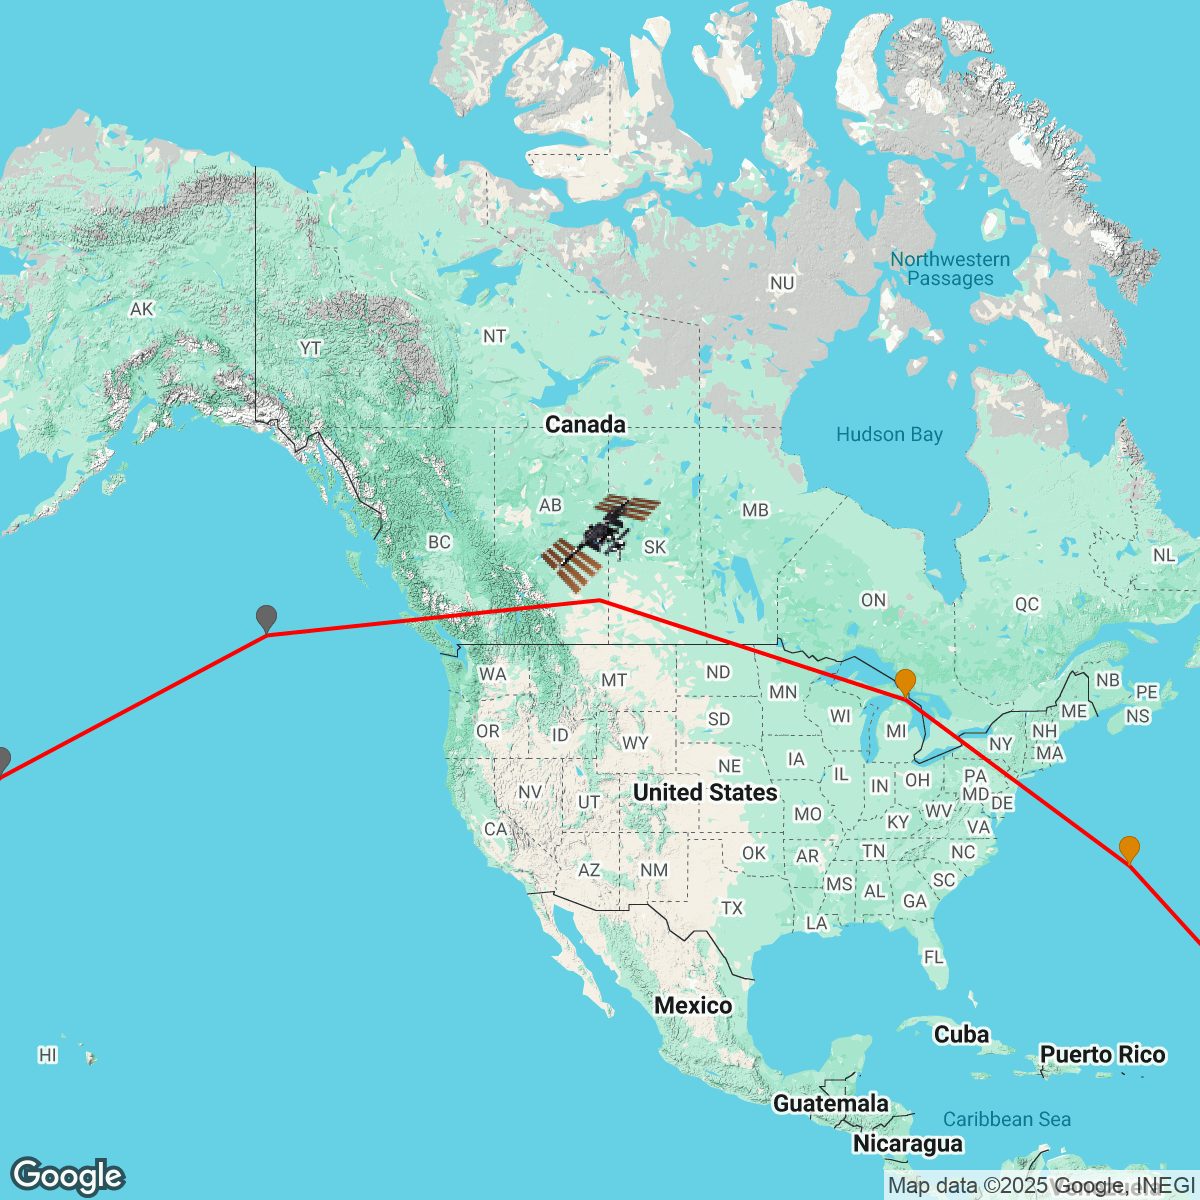 Northwestern
Passages
NU
AK
NT
YT
Canada
Hudson Bay
AB
MB
BC
SK
NL
ON
QC
WA
MT
ND
NB
MN
PE
ME
NS
WI
SD
OR
ID
MI
NH
WY
NY
MA
IA
NE
IL
IN
OH
PA
NV
United States
MD
UT
DE
MO
WV
KY
CA
VA
OK
AR
TN
NC
AZ
NM
MS
AL
SC
GA
TX
LA
FL
Mexico
Cuba
HI
Puerto Rico
Guatemala
Caribbean Sea
Nicaragua
Google
Map data ©2025 Google, INEGI